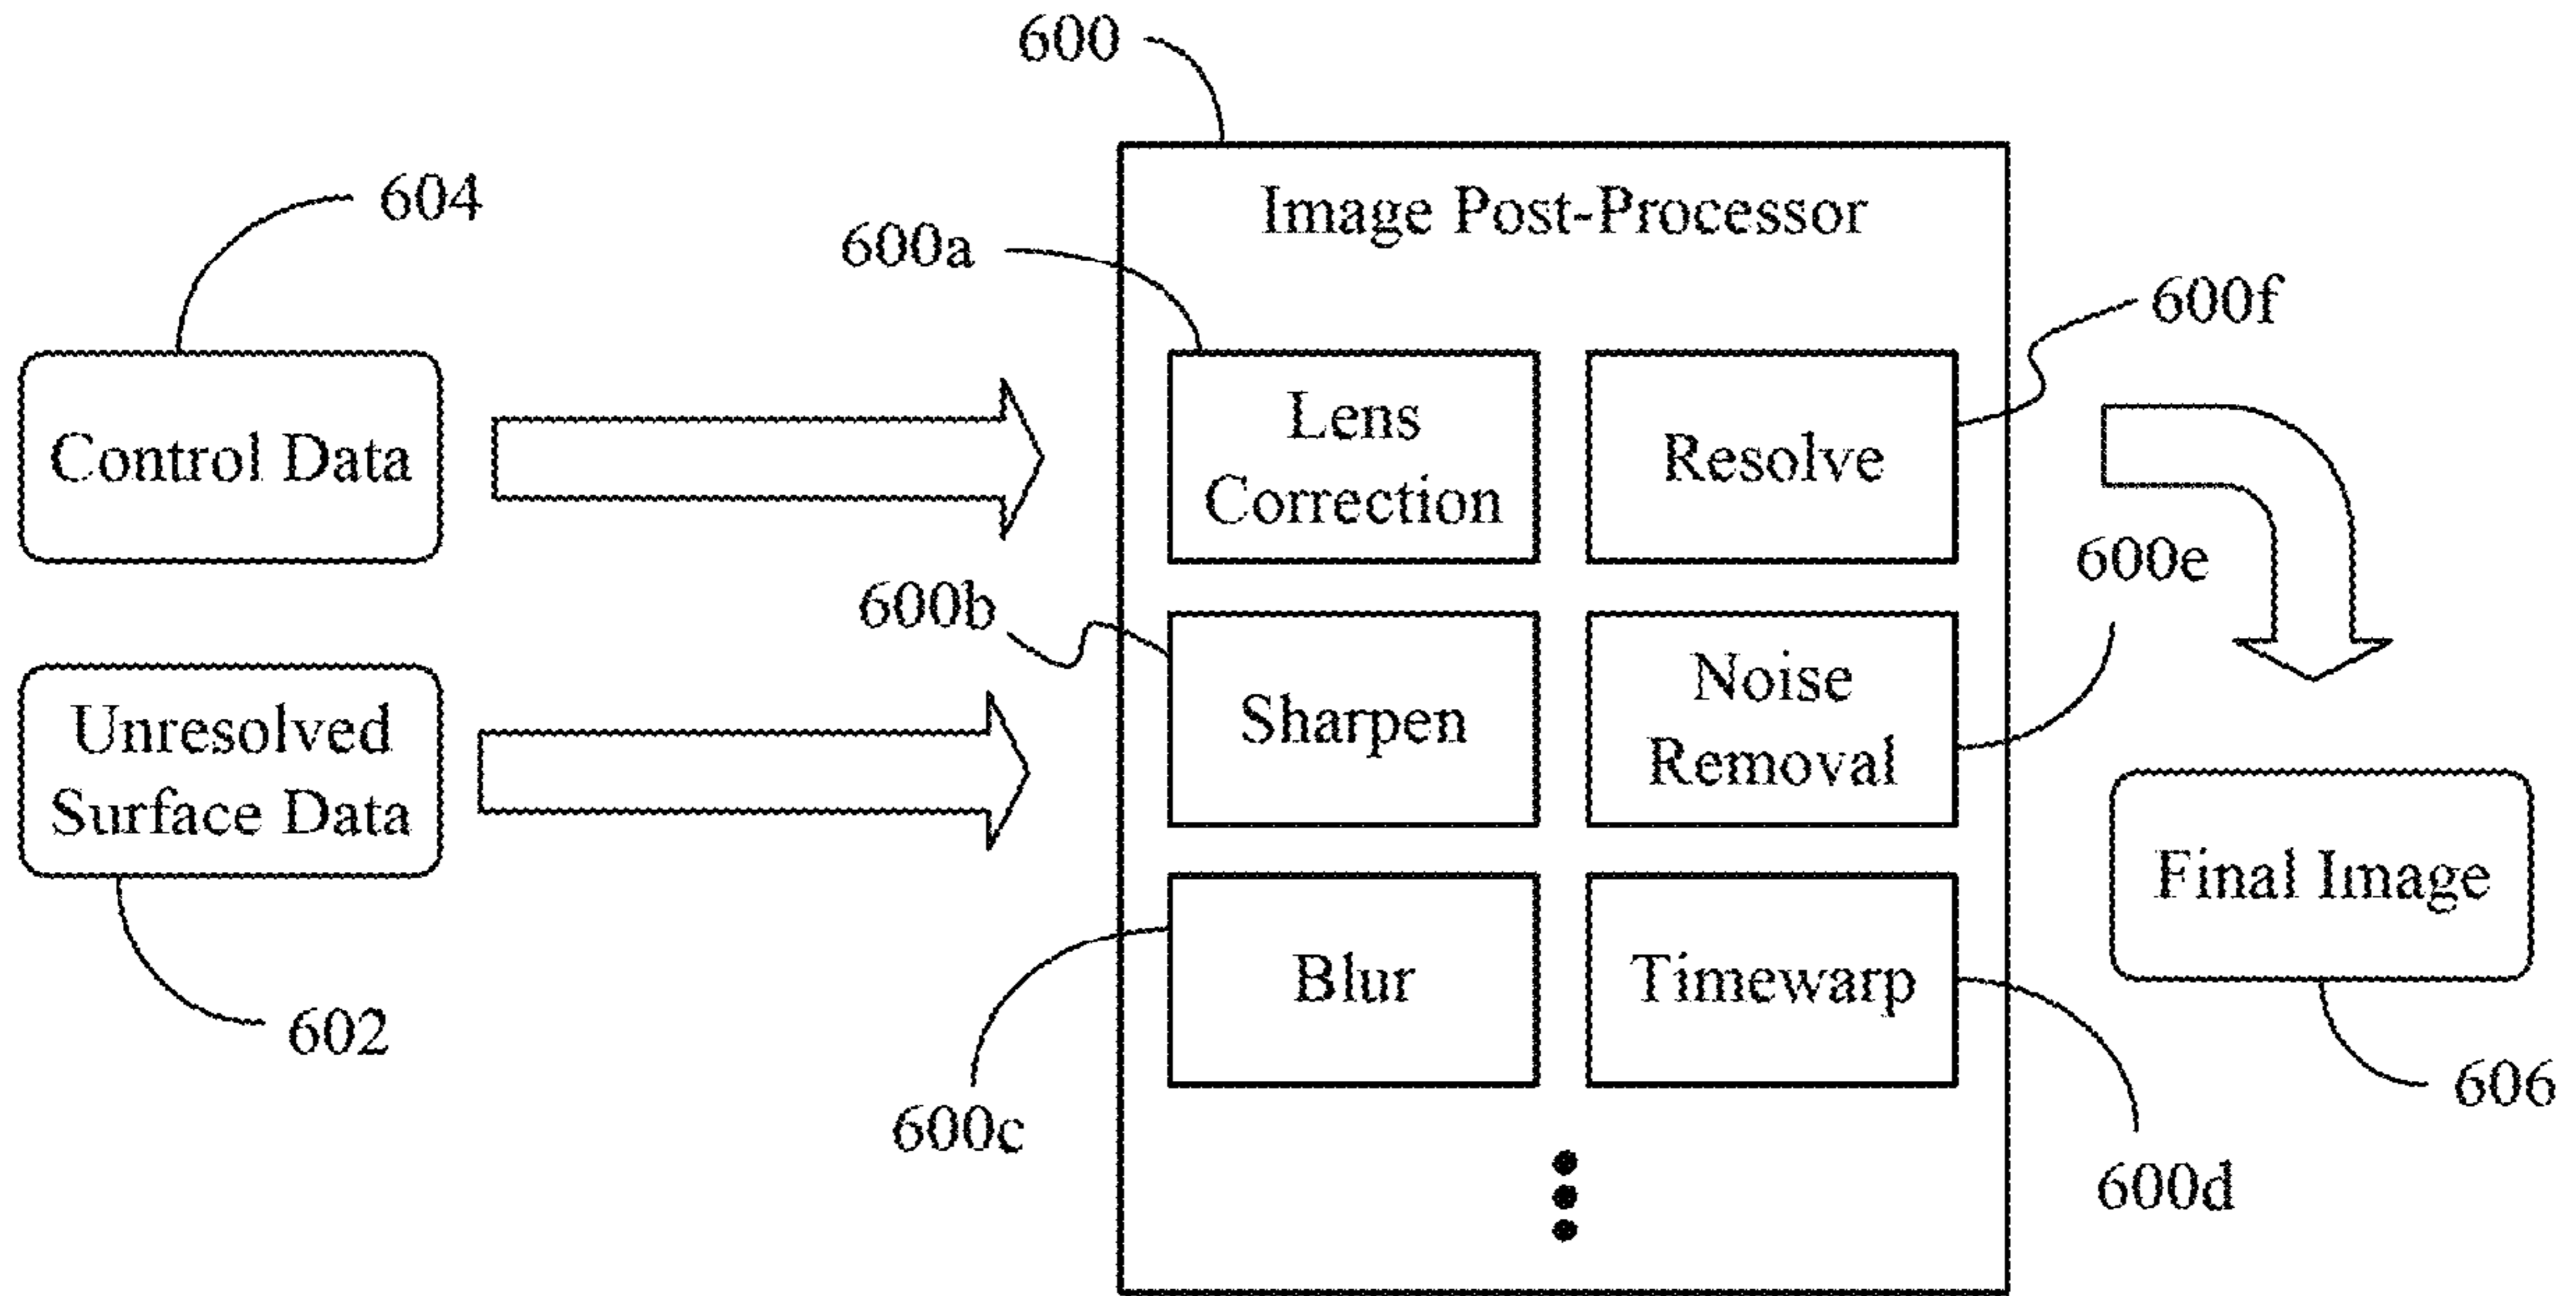 600
604
Image Post-Processor
600a
600f
Control Data
Lens
Correction
Resolve
600b
600e
Unresolved
Surface Data
Sharpen
Noise
Removal
Final Image
602
Blur
Timewarp
606
600c
600d